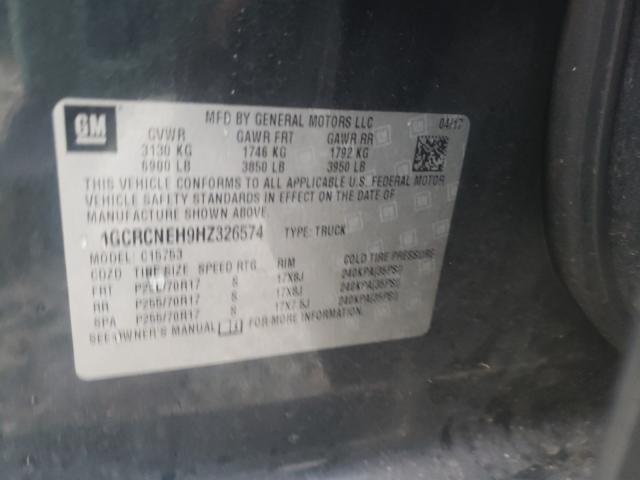 GM
MFD BY GENERAL MOTORS LLC 04/17
GVWR GAWR FRT GAWR RR
3130 KG 1746 KG 1792 KG
6900 LB 3850 LB 3950 LB
THIS VEHICLE CONFORMS TO ALL APPLICABLE U.S. FEDERAL MOTOR
VEHICLE SAFETY STANDARDS IN EFFECT ON THE DATE OF
MANUFACTURE SHOWN ABOVE.
1GCRCNEH9HZ326574 TYPE: TRUCK
MODEL: C15753
TIRE SIZE SPEED RTG RIM COLD TIRE PRESSURE
FRT P255/70R17 S 17X8J 240KPA(35PSI)
RR P255/70R17 S 17X8J 240KPA(35PSI)
SPA P255/70R17 S 17X7.5J 240KPA(35PSI)
SEE OWNER'S MANUAL FOR MORE INFORMATION.